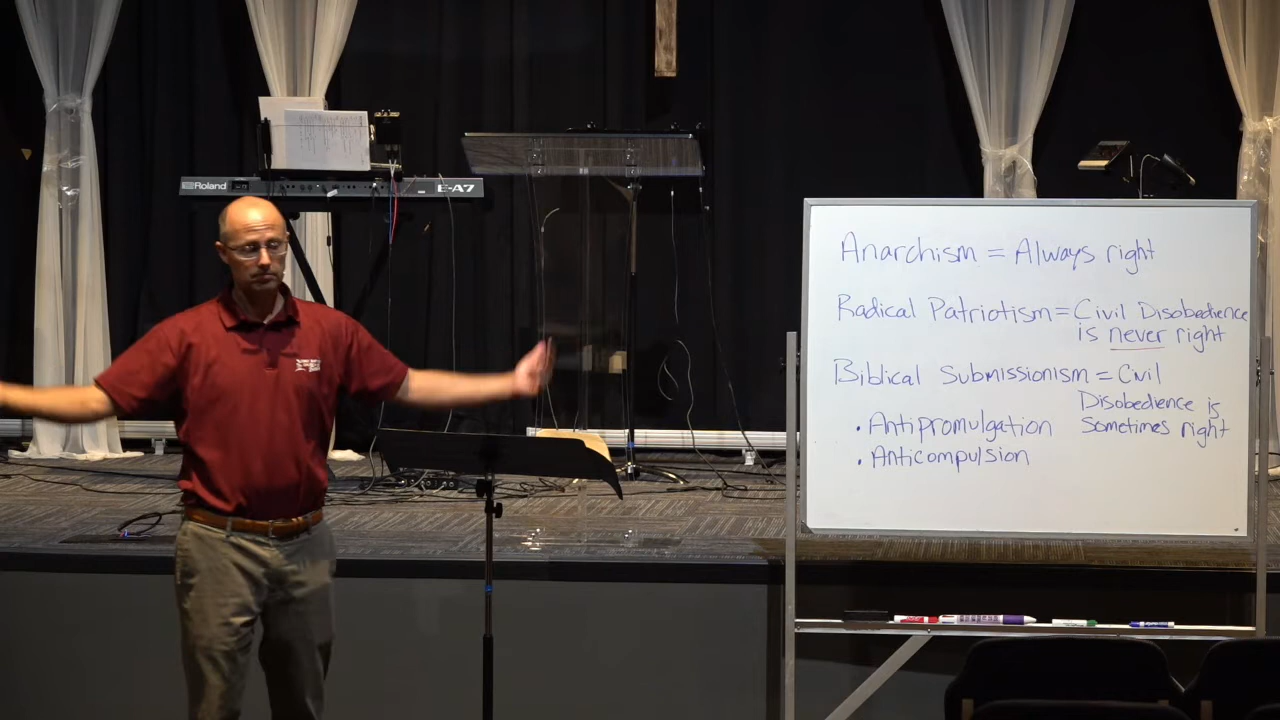 Roland
E-A7
Anarchism = Always right
Radical Patriotism = Civil Disobedience
is never right
Biblical Submissionism = Civil
Disobedience is
sometimes right
• Antipromulgation
• Anticompulsion